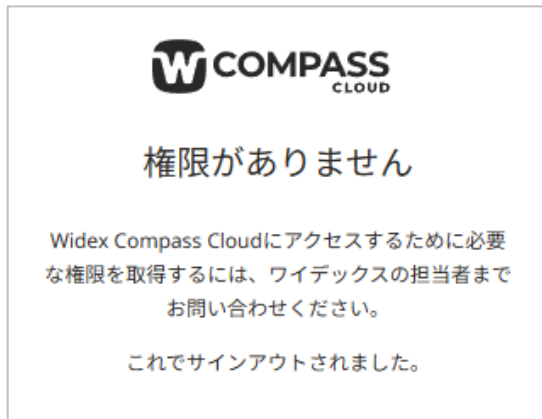 W COMPASS
CLOUD
権限がありません
Widex Compass Cloudにアクセスするために必要
な権限を取得するには、ワイデックスの担当者まで
お問い合わせください。
これでサインアウトされました。